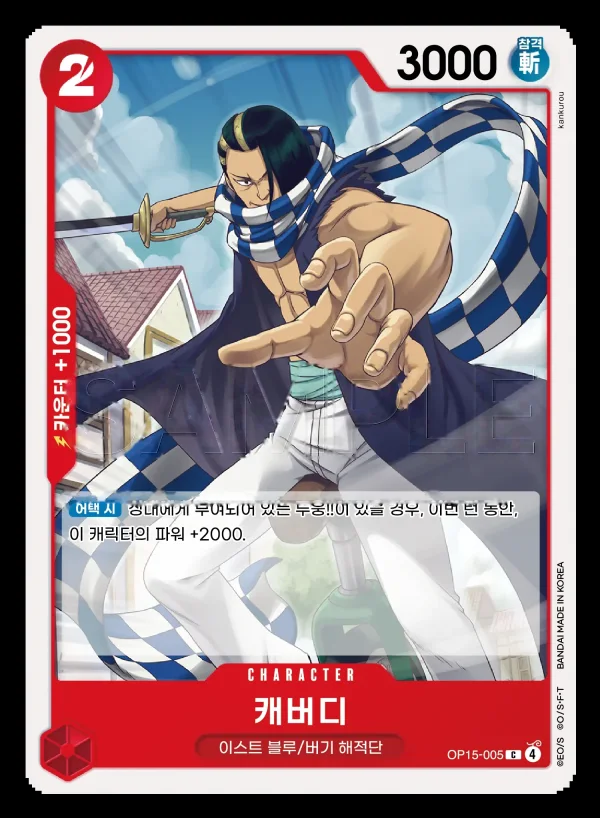 2
3000
참격
斬
kankurou
카운터 +1000
SAMPLE
어택 시 상대에게 부여되어 있는 두웅!!이 있을 경우, 이번 턴 동안,
이 캐릭터의 파워 +2000.
CHARACTER
캐버디
이스트 블루/버기 해적단
OP15-005 C 4
©EO/S ©O/S·F·T BANDAI MADE IN KOREA